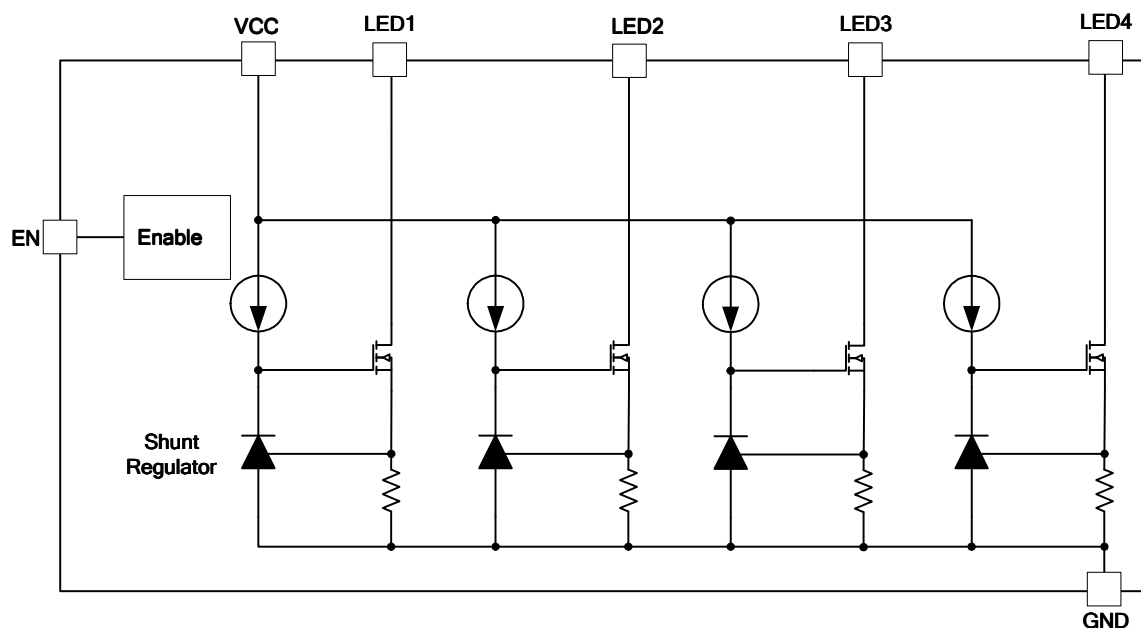 VCC
LED1
LED2
LED3
LED4
EN
Enable
Shunt
Regulator
GND